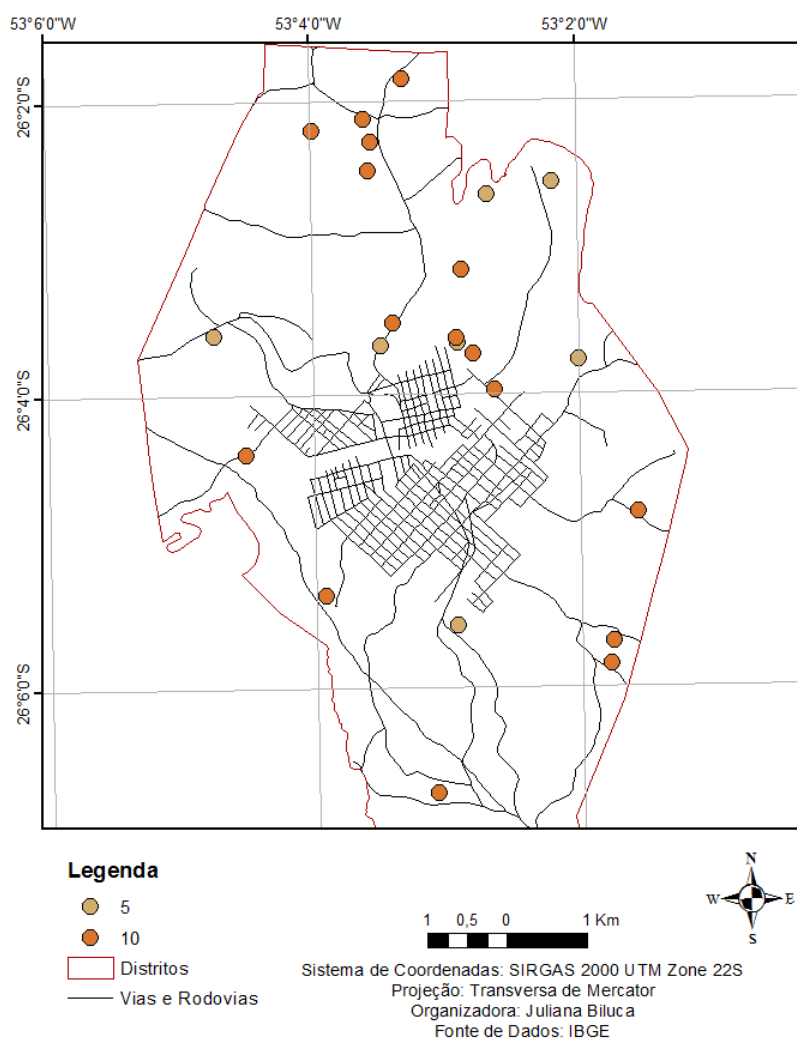 53°6'0"W 53°4'0"W 53°2'0"W
26°2'0"S
26°4'0"S
26°6'0"S
Legenda
5
10
Distritos
Vias e Rodovias
N
W E
S
1 0,5 0 1 Km
Sistema de Coordenadas: SIRGAS 2000 UTM Zone 22S
Projeção: Transversa de Mercator
Organizadora: Juliana Biluca
Fonte de Dados: IBGE